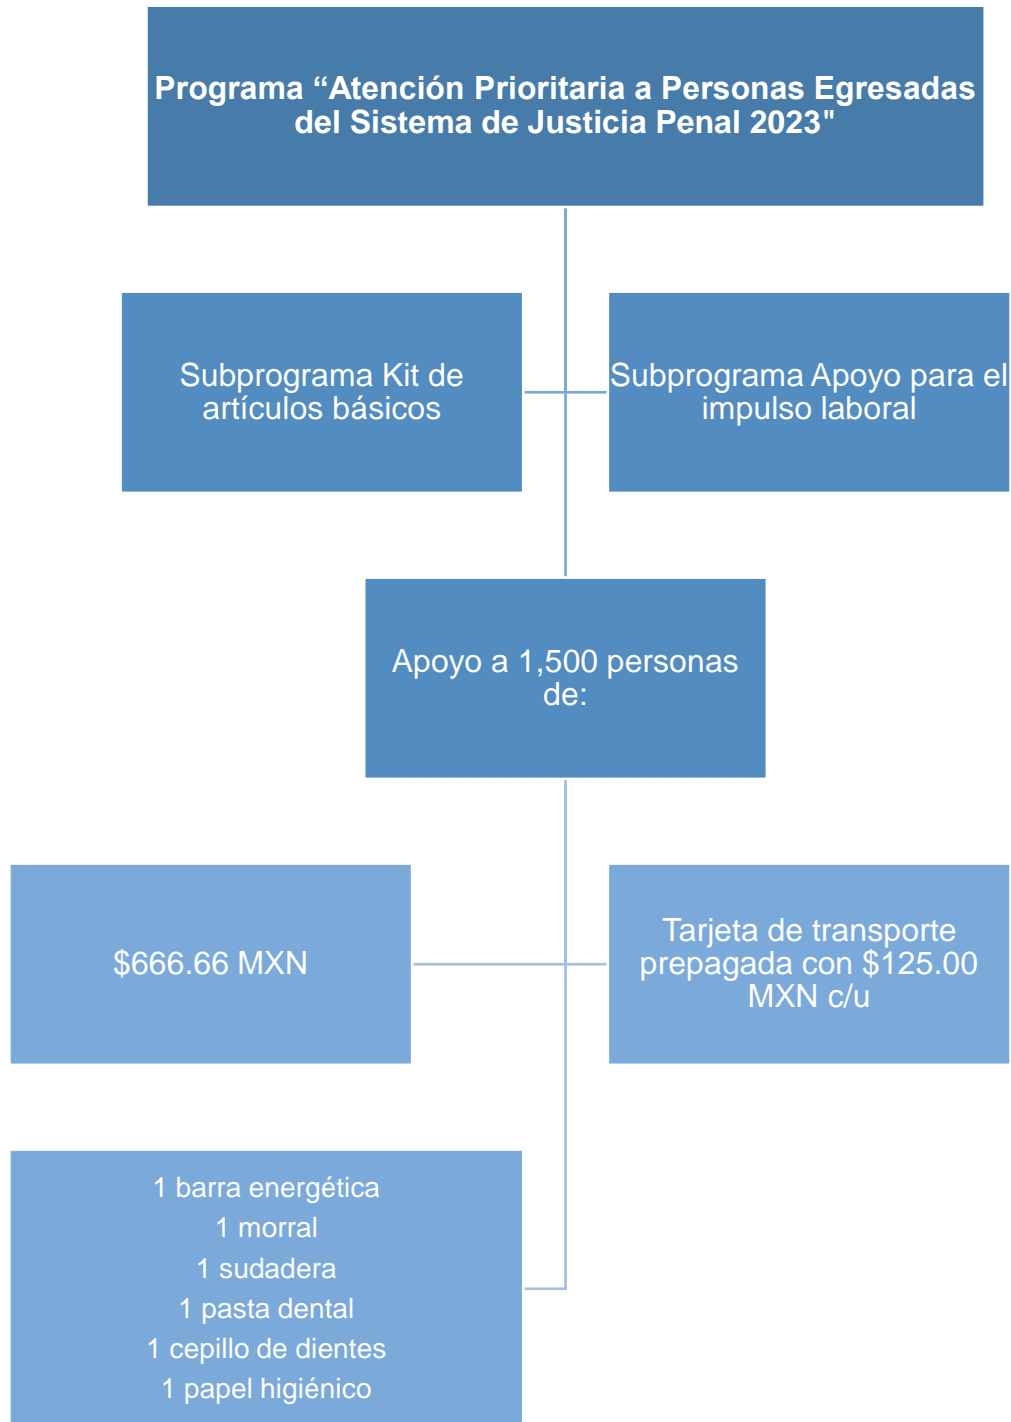 Programa “Atención Prioritaria a Personas Egresadas
del Sistema de Justicia Penal 2023"
Subprograma Kit de
artículos básicos
Subprograma Apoyo para el
impulso laboral
Apoyo a 1,500 personas
de:
$666.66 MXN
Tarjeta de transporte
prepagada con $125.00
MXN c/u
1 barra energética
1 morral
1 sudadera
1 pasta dental
1 cepillo de dientes
1 papel higiénico